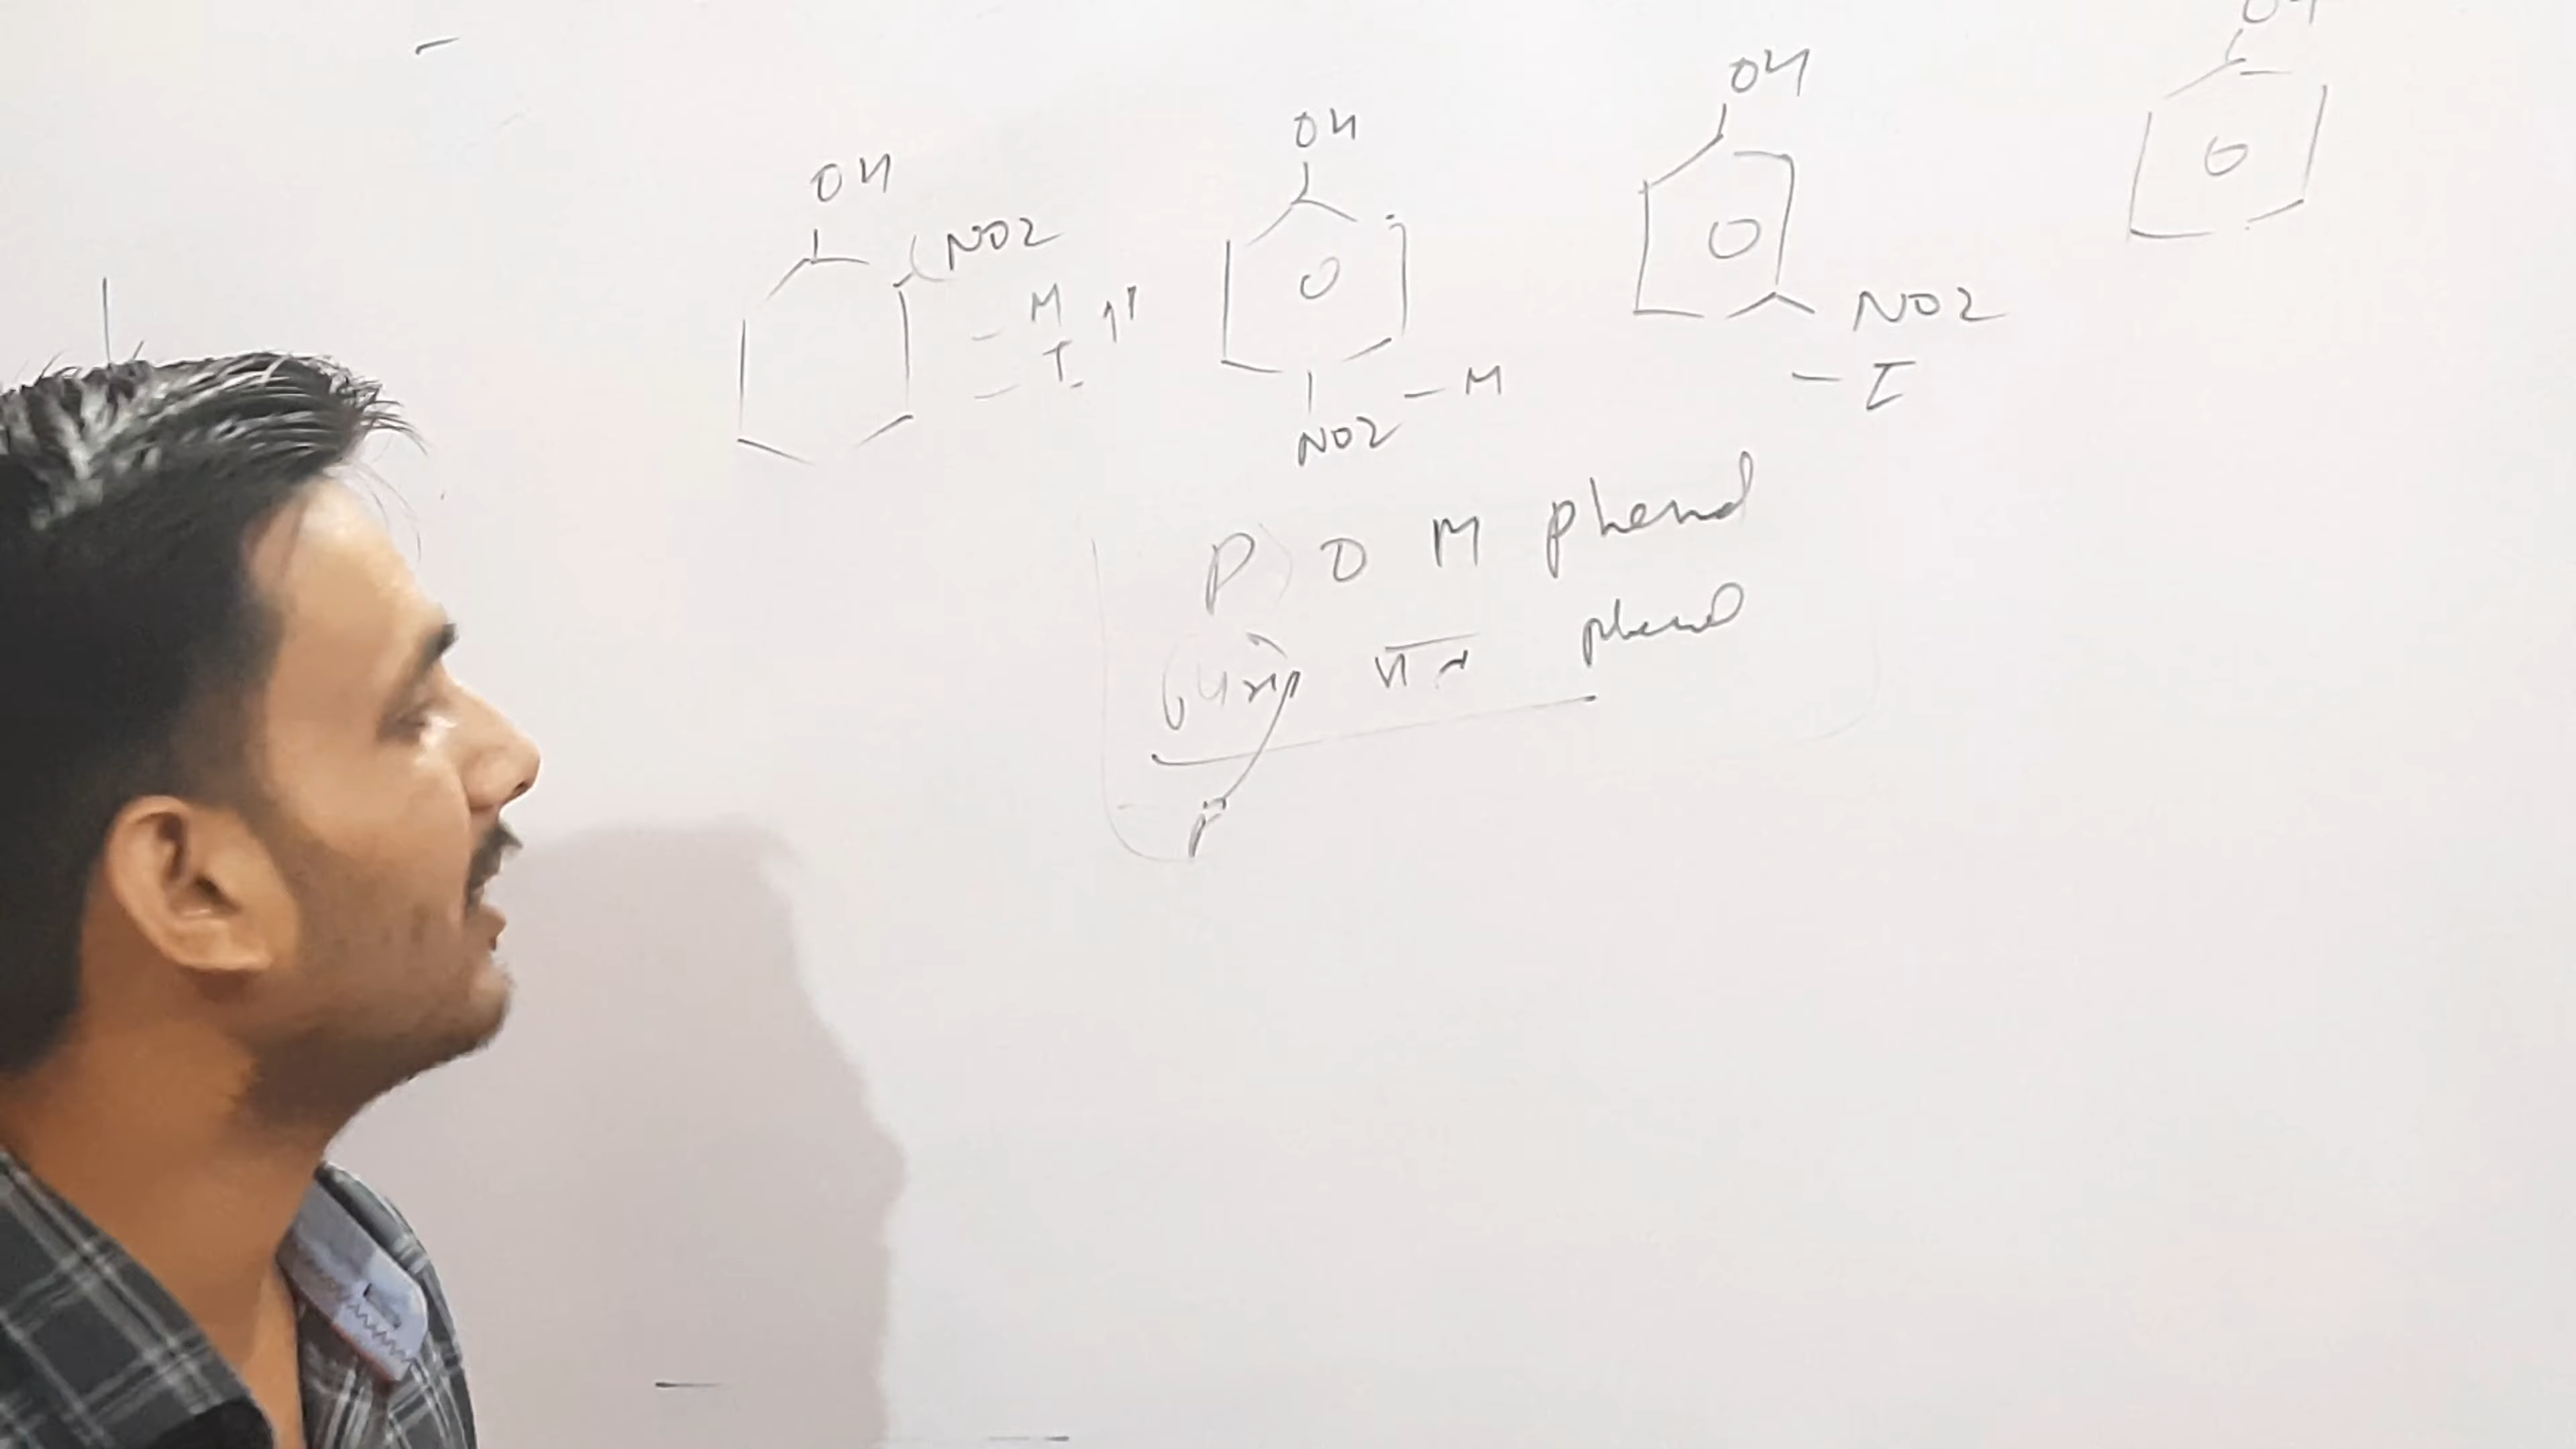 OH
NO2
- M
- I
OH
NO2 - M
OH
NO2
- I
OH
P O M phenol
phenol